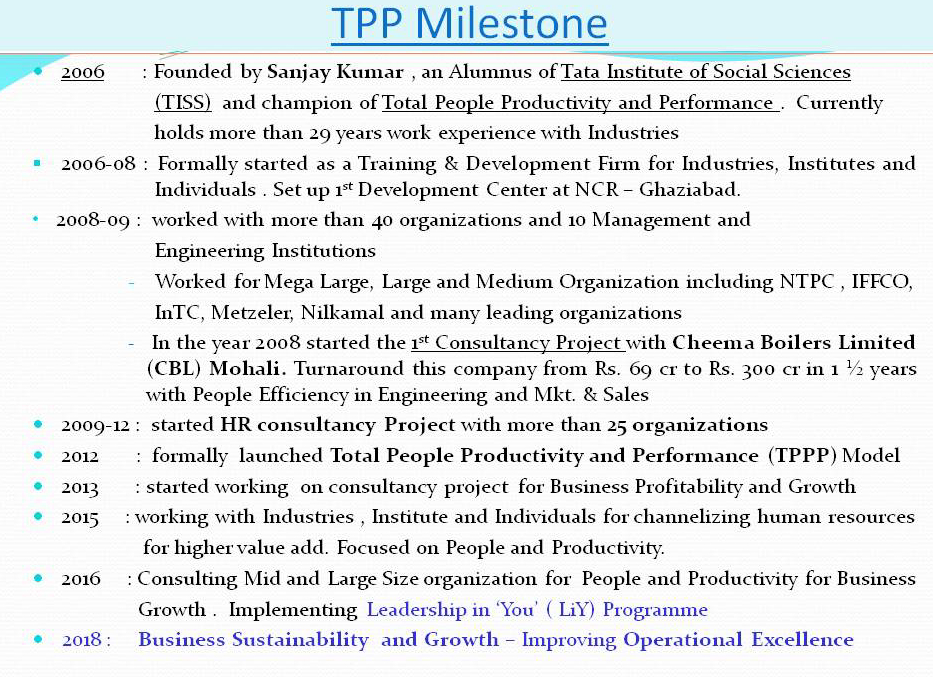 TPP Milestone
• 2006 : Founded by Sanjay Kumar , an Alumnus of Tata Institute of Social Sciences
(TISS) and champion of Total People Productivity and Performance . Currently
holds more than 29 years work experience with Industries
▪ 2006-08 : Formally started as a Training & Development Firm for Industries, Institutes and
Individuals . Set up 1st Development Center at NCR – Ghaziabad.
• 2008-09 : worked with more than 40 organizations and 10 Management and
Engineering Institutions
- Worked for Mega Large, Large and Medium Organization including NTPC , IFFCO,
InTC, Metzeler, Nilkamal and many leading organizations
- In the year 2008 started the 1st Consultancy Project with Cheema Boilers Limited
(CBL) Mohali. Turnaround this company from Rs. 69 cr to Rs. 300 cr in 1 ½ years
with People Efficiency in Engineering and Mkt. & Sales
• 2009-12 : started HR consultancy Project with more than 25 organizations
• 2012 : formally launched Total People Productivity and Performance (TPPP) Model
• 2013 : started working on consultancy project for Business Profitability and Growth
• 2015 : working with Industries , Institute and Individuals for channelizing human resources
for higher value add. Focused on People and Productivity.
• 2016 : Consulting Mid and Large Size organization for People and Productivity for Business
Growth . Implementing Leadership in ‘You’ ( LiY) Programme
• 2018 : Business Sustainability and Growth – Improving Operational Excellence